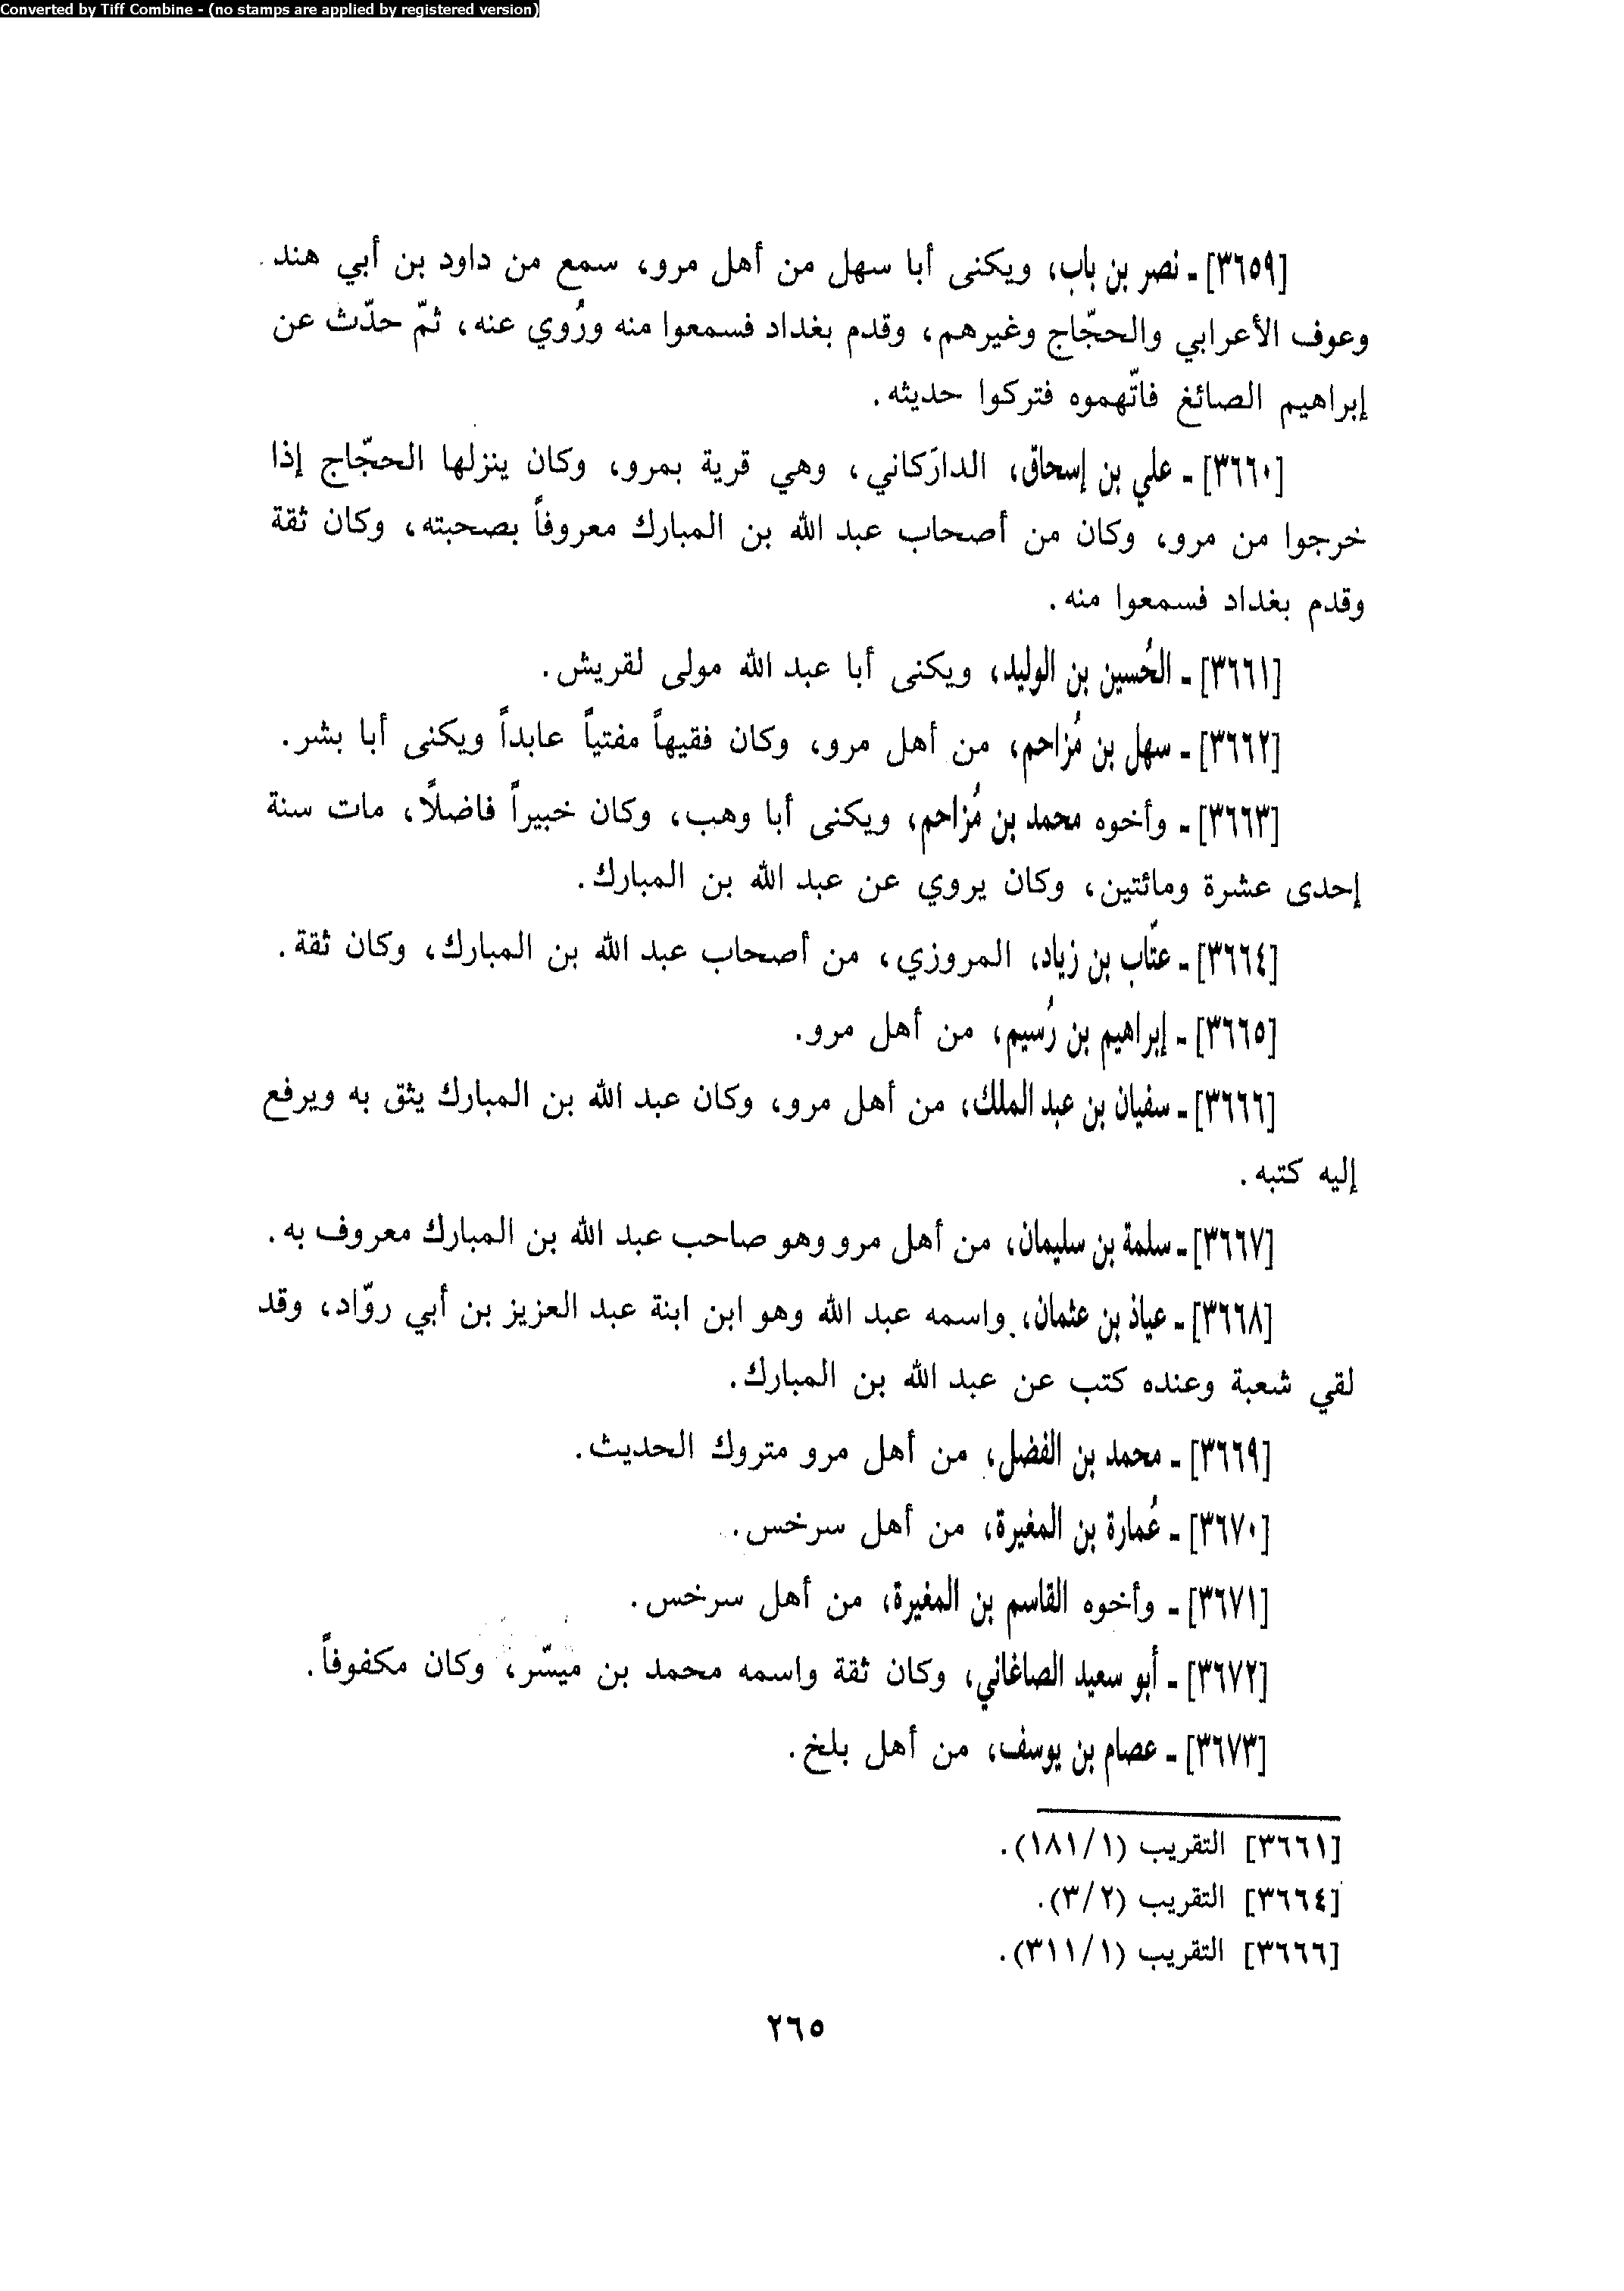 Converted by Tiff Combine - (no stamps are applied by registered version)
[٣٦٥٩] - نصر بن باب، ويكنى أبا سهل من أهل مرو، سمع من داود بن أبي هند
وعوف الأعرابي والحجّاج وغيرهم، وقدم بغداد فسمعوا منه ورُوي عنه، ثمّ حدّث عن
إبراهيم الصائغ فاتّهموه فتركوا حديثه.
[٣٦٦٠] - علي بن إسحاق، الدارَكاني، وهي قرية بمرو، وكان ينزلها الحجّاج إذا
خرجوا من مرو، وكان من أصحاب عبد الله بن المبارك معروفاً بصحبته، وكان ثقة
وقدم بغداد فسمعوا منه.
[٣٦٦١] - الحُسين بن الوليد، ويكنى أبا عبد الله مولى لقريش.
[٣٦٦٢] - سهل بن مُزاحم، من أهل مرو، وكان فقيهاً مفتياً عابداً ويكنى أبا بشر.
[٣٦٦٣] - وأخوه محمد بن مُزاحم، ويكنى أبا وهب، وكان خبيراً فاضلًا، مات سنة
إحدى عشرة ومائتين، وكان يروي عن عبد الله بن المبارك.
[٣٦٦٤] - عتّاب بن زياد، المروزي، من أصحاب عبد الله بن المبارك، وكان ثقة.
[٣٦٦٥] - إبراهيم بن رُسيم، من أهل مرو.
[٣٦٦٦] - سفيان بن عبد الملك، من أهل مرو، وكان عبد الله بن المبارك يثق به ويرفع
إليه كتبه.
[٣٦٦٧] - سلمة بن سليمان، من أهل مرو وهو صاحب عبد الله بن المبارك معروف به.
[٣٦٦٨] - عياذ بن عثمان، واسمه عبد الله وهو ابن ابنة عبد العزيز بن أبي روّاد، وقد
لقي شعبة وعنده كتب عن عبد الله بن المبارك.
[٣٦٦٩] - محمد بن الفضل، من أهل مرو متروك الحديث.
[٣٦٧٠] - عُمارة بن المغيرة، من أهل سرخس.
[٣٦٧١] - وأخوه القاسم بن المغيرة، من أهل سرخس.
[٣٦٧٢] - أبو سعيد الصاغاني، وكان ثقة واسمه محمد بن ميسّر، وكان مكفوفاً.
[٣٦٧٣] - عصام بن يوسف، من أهل بلخ.
[٣٦٦١] التقريب (١/ ١٨١).
[٣٦٦٤] التقريب (٢/ ٣).
[٣٦٦٦] التقريب (١/ ٣١١).
٢٦٥